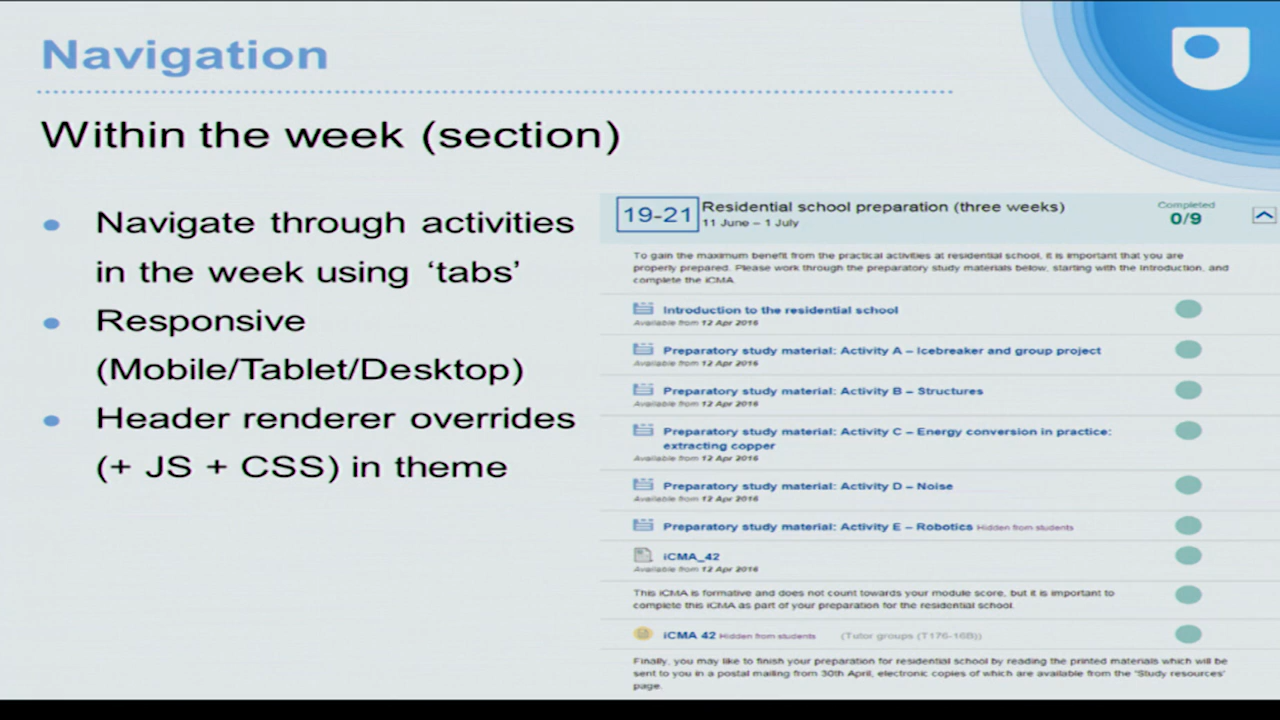 Navigation
Within the week (section)
Navigate through activities
in the week using ‘tabs’
Responsive
(Mobile/Tablet/Desktop)
Header renderer overrides
(+ JS + CSS) in theme
19-21
Residential school preparation (three weeks)
11 June – 1 July
Completed
0/9
To gain the maximum benefit from the practical activities at residential school, it is important that you are
properly prepared. Please work through the preparatory study materials below, starting with the Introduction, and
complete the iCMA.
Introduction to the residential school
Available from 12 Apr 2016
Preparatory study material: Activity A – Icebreaker and group project
Available from 12 Apr 2016
Preparatory study material: Activity B – Structures
Available from 12 Apr 2016
Preparatory study material: Activity C – Energy conversion in practice:
extracting copper
Available from 12 Apr 2016
Preparatory study material: Activity D – Noise
Available from 12 Apr 2016
Preparatory study material: Activity E – Robotics Hidden from students
iCMA_42
Available from 12 Apr 2016
This iCMA is formative and does not count towards your module score, but it is important to
complete this iCMA as part of your preparation for the residential school.
iCMA 42 Hidden from students (Tutor groups (T176-16B))
Finally, you may like to finish your preparation for residential school by reading the printed materials which will be
sent to you in a postal mailing from 30th April, electronic copies of which are available from the 'Study resources'
page.